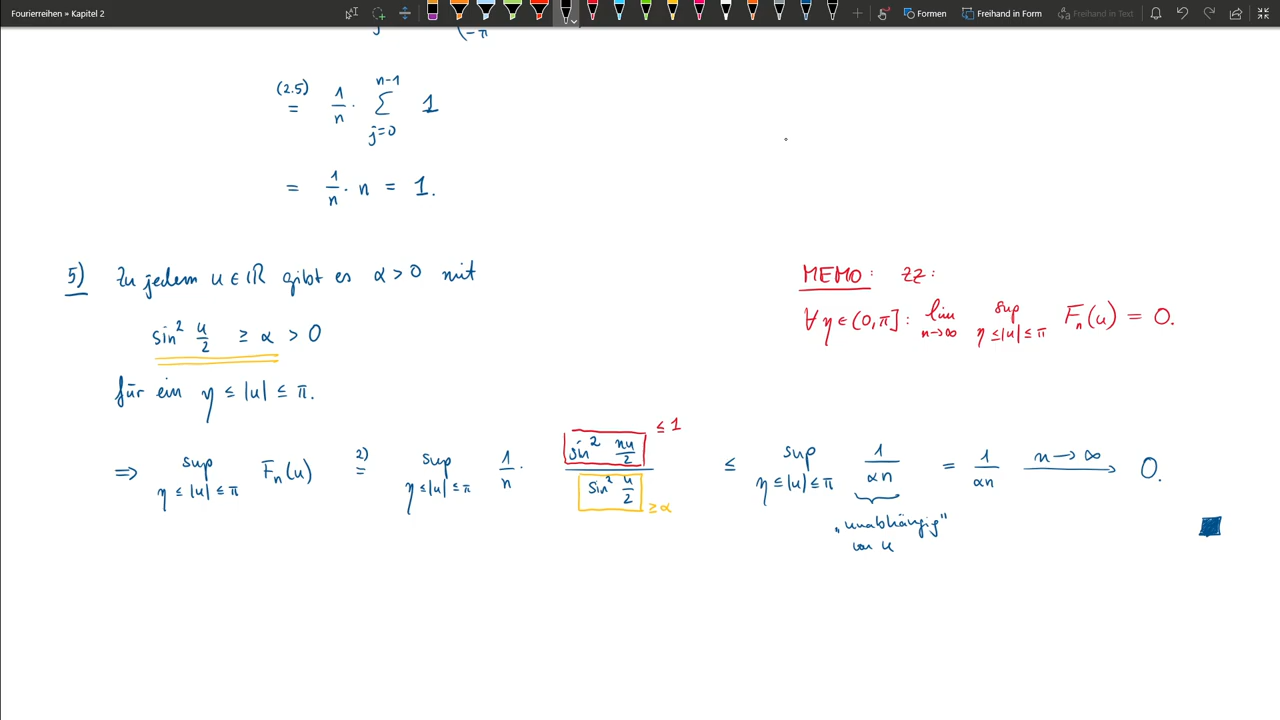 Fourierreihen » Kapitel 2
Formen
Freihand in Form
Freihand in Text
j (-π
(2.5) = 1/n · ∑_{j=0}^{n-1} 1
= 1/n · n = 1.
5) Zu jedem u ∈ ℝ gibt es α > 0 mit
sin² u/2 ≥ α > 0
für ein η ≤ |u| ≤ π.
MEMO: ZZ:
∀ η ∈ (0, π]: lim_{n→∞} sup_{η ≤ |u| ≤ π} F_n(u) = 0.
⇒ sup_{η ≤ |u| ≤ π} F_n(u) =^{2)} sup_{η ≤ |u| ≤ π} 1/n · (sin² nu/2)/(sin² u/2) ≤ sup_{η ≤ |u| ≤ π} 1/(αn) = 1/(αn) n→∞ → 0.
≤ 1
≥ α
„unabhängig"
von u